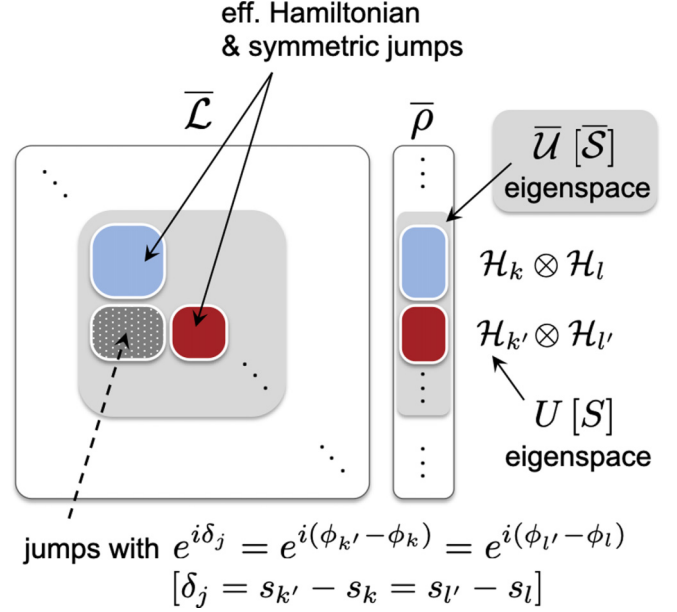 eff. Hamiltonian
& symmetric jumps
$\overline{\mathcal{L}}$
$\overline{\rho}$
$\overline{\mathcal{U}}\ [\overline{\mathcal{S}}]$
eigenspace
$\mathcal{H}_k \otimes \mathcal{H}_l$
$\mathcal{H}_{k'} \otimes \mathcal{H}_{l'}$
$U\ [S]$
eigenspace
jumps with $e^{i\delta_j} = e^{i(\phi_{k'} - \phi_k)} = e^{i(\phi_{l'} - \phi_l)}$
$[\delta_j = s_{k'} - s_k = s_{l'} - s_l]$